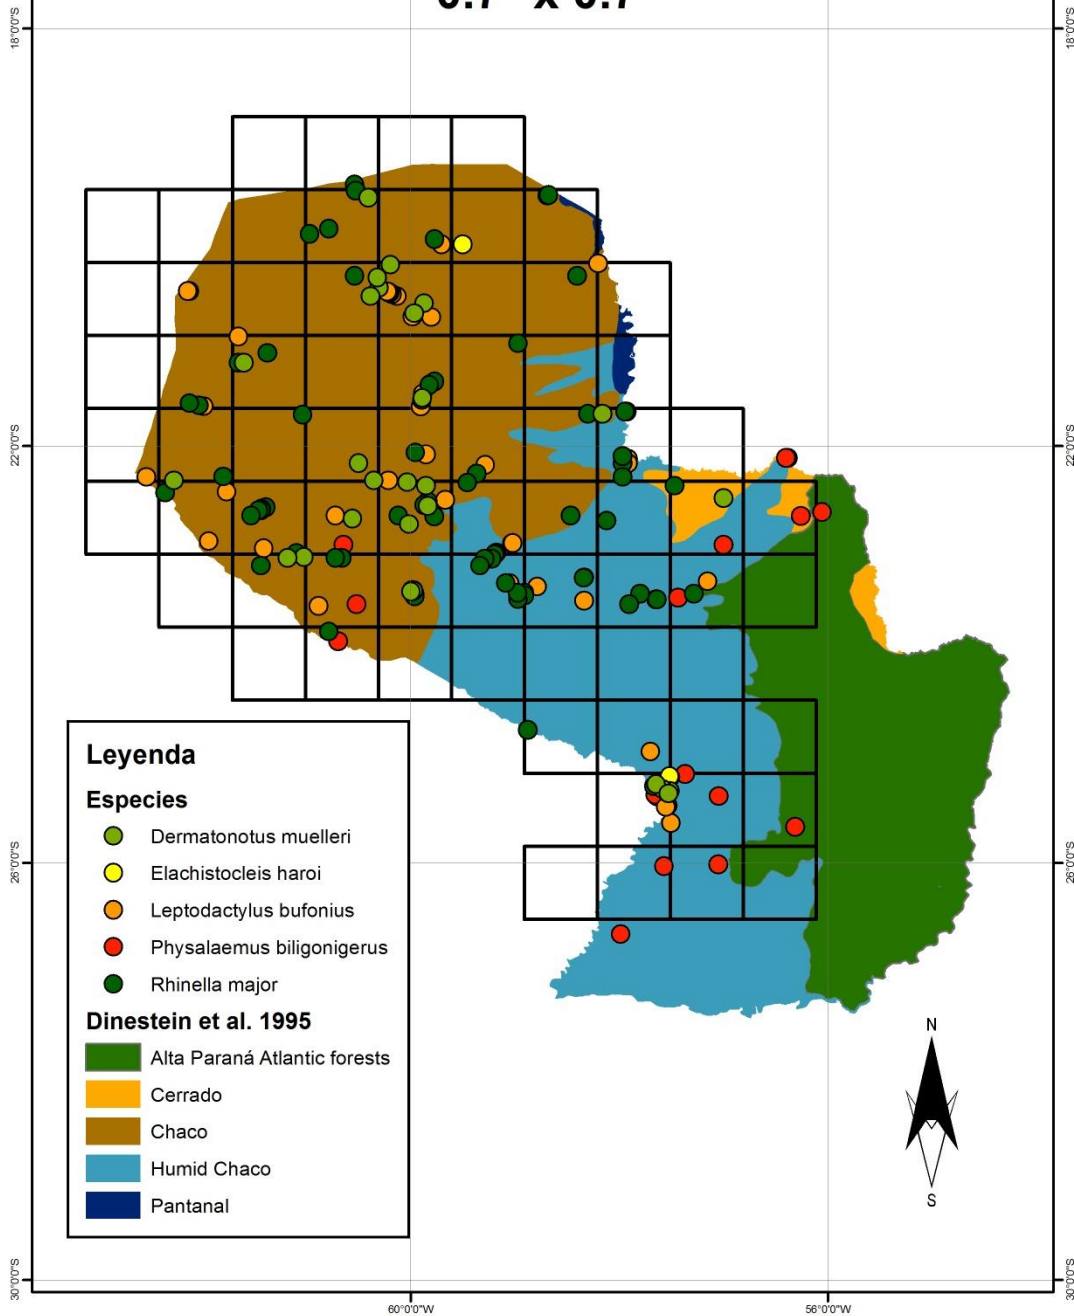 18°0'0"S
18°0'0"S
22°0'0"S
22°0'0"S
26°0'0"S
26°0'0"S
Leyenda
Especies
Dermatonotus muelleri
Elachistocleis haroi
Leptodactylus bufonius
Physalaemus biligonigerus
Rhinella major
Dinestein et al. 1995
Alta Paraná Atlantic forests
Cerrado
Chaco
Humid Chaco
Pantanal
N
S
30°0'0"S
30°0'0"S
60°0'0"W
56°0'0"W